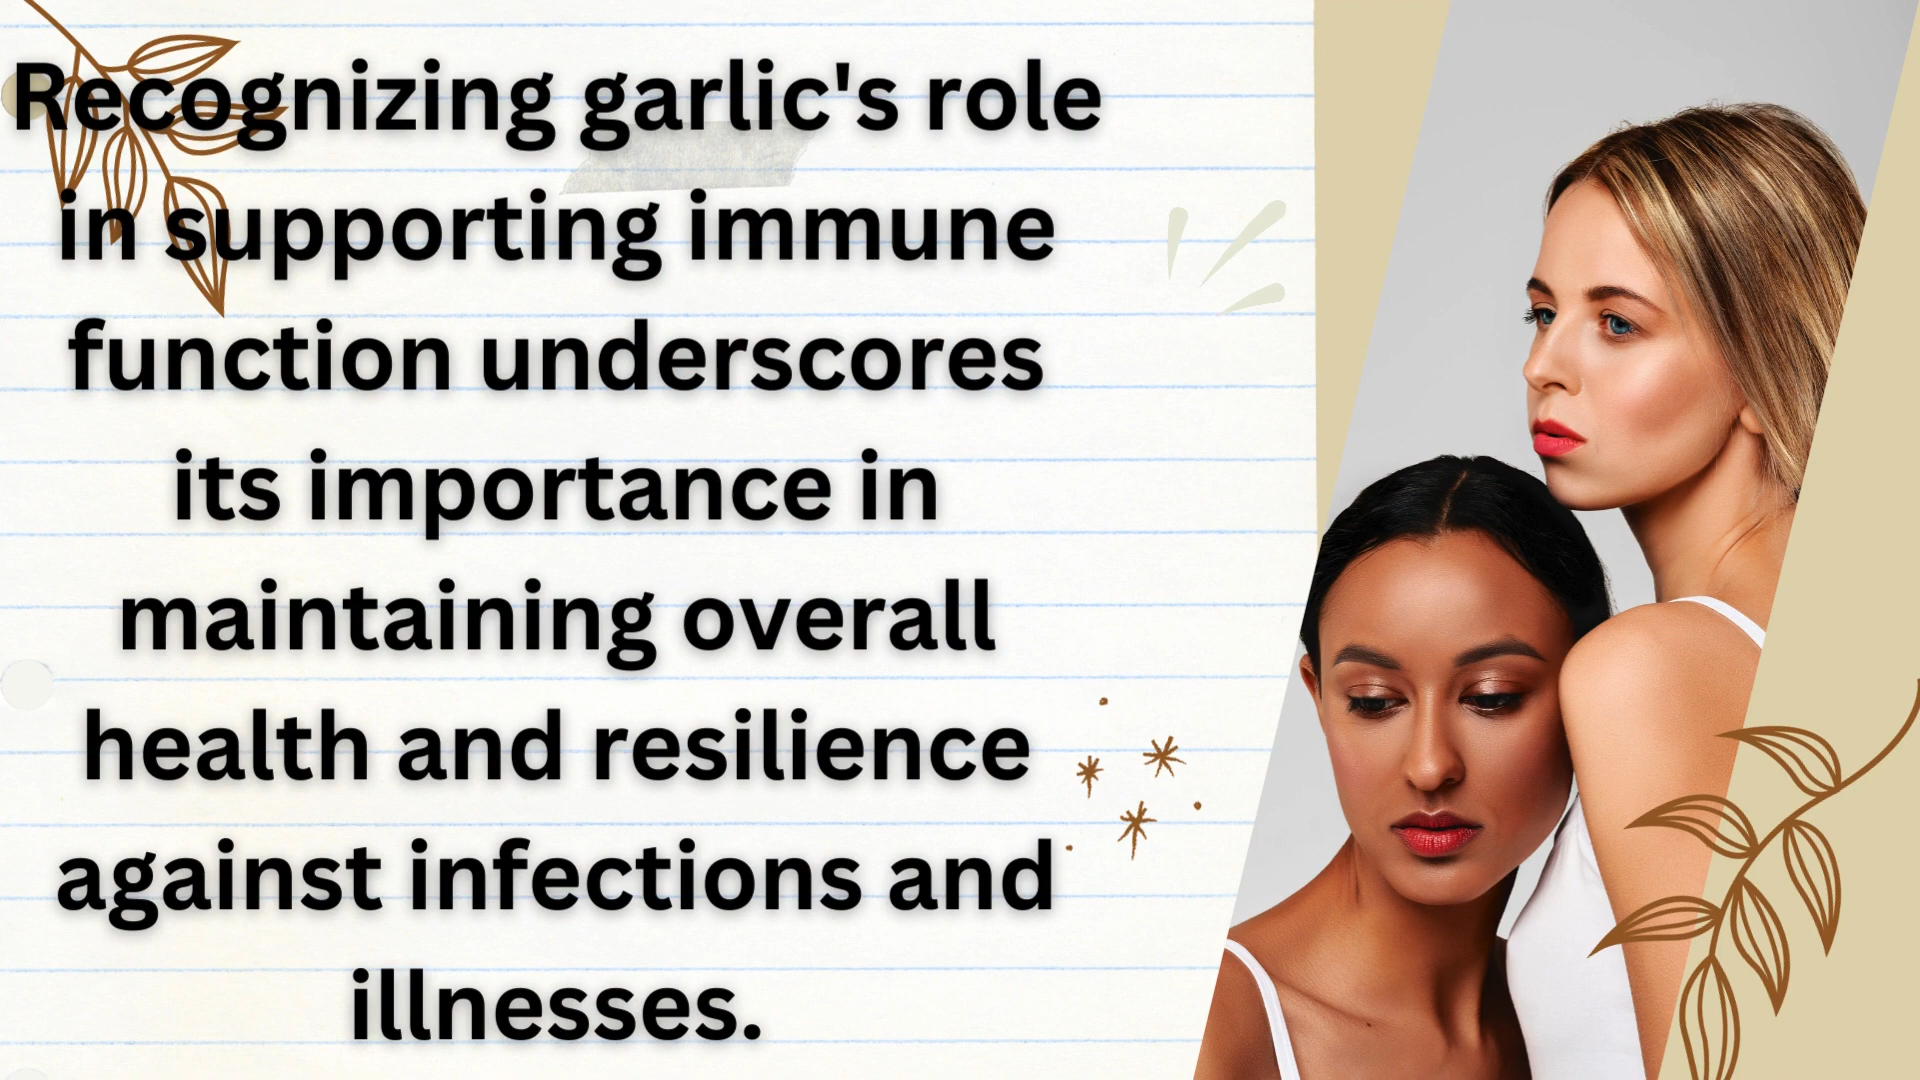 Recognizing garlic's role
in supporting immune
function underscores
its importance in
maintaining overall
health and resilience
against infections and
illnesses.